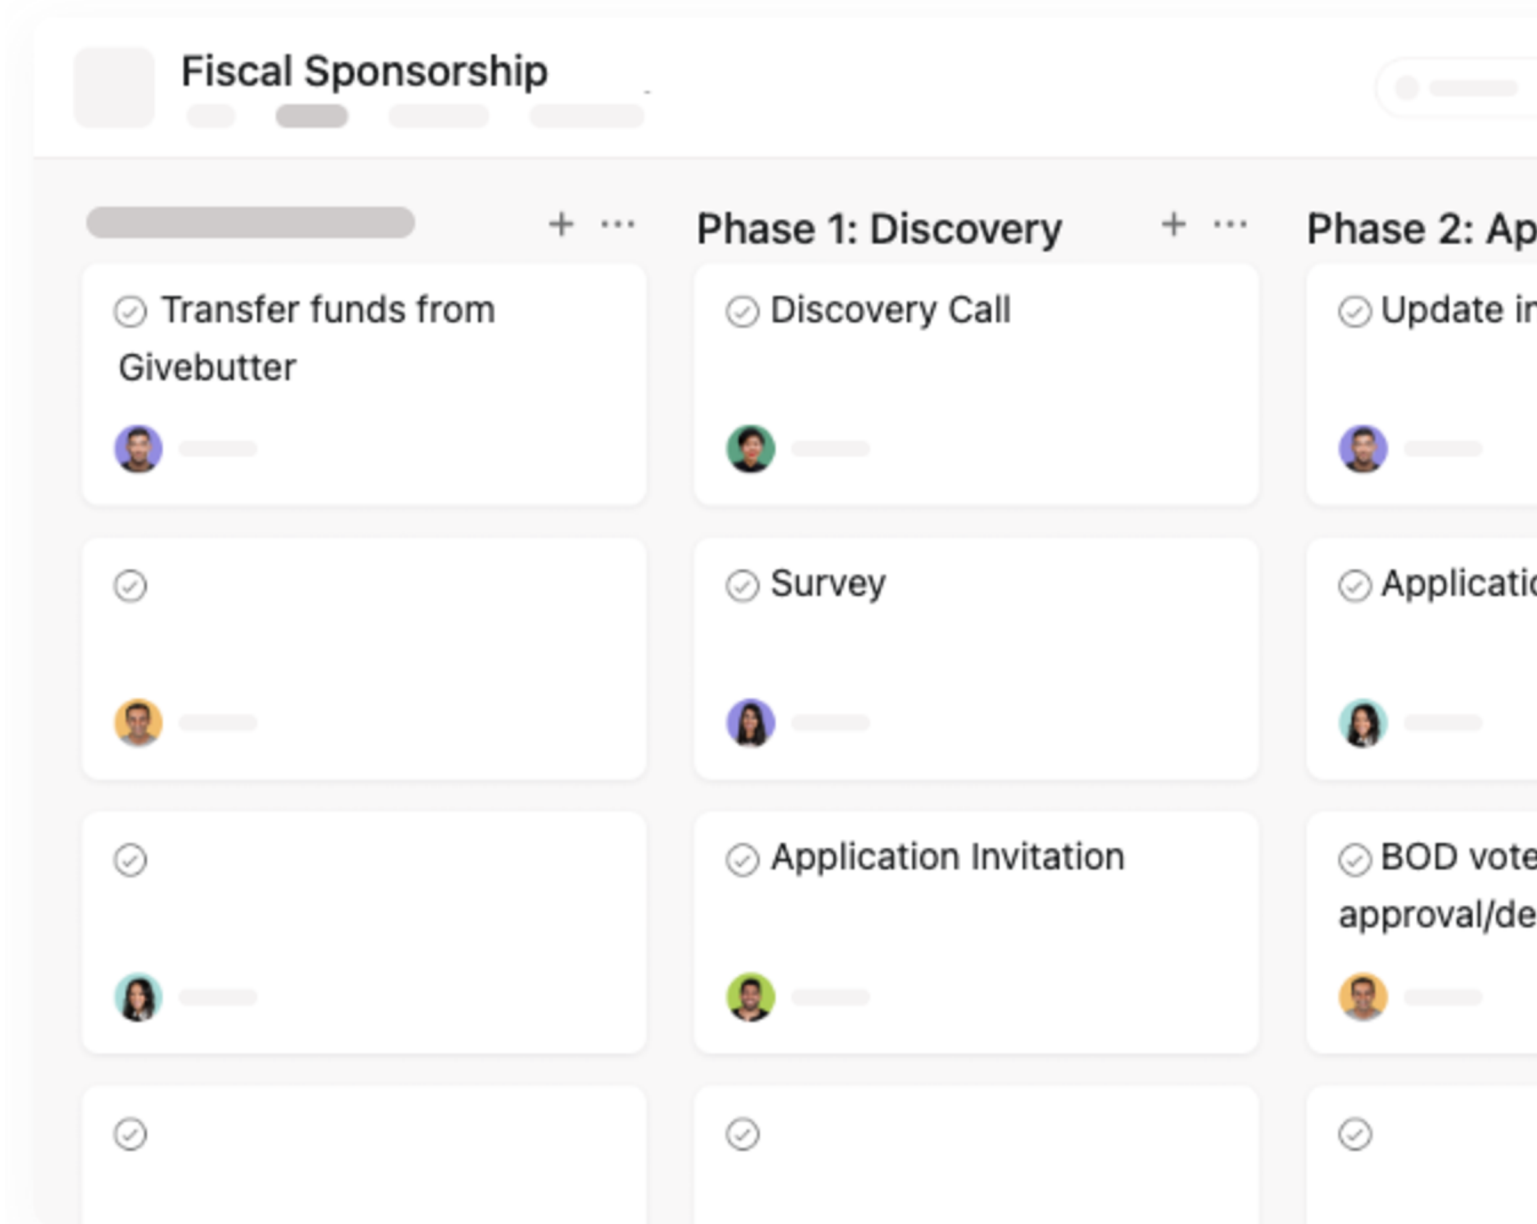 Fiscal Sponsorship
Phase 1: Discovery
Phase 2: Ap
Transfer funds from
Givebutter
Discovery Call
Survey
Application Invitation
Update in
Applicatio
BOD vote
approval/de